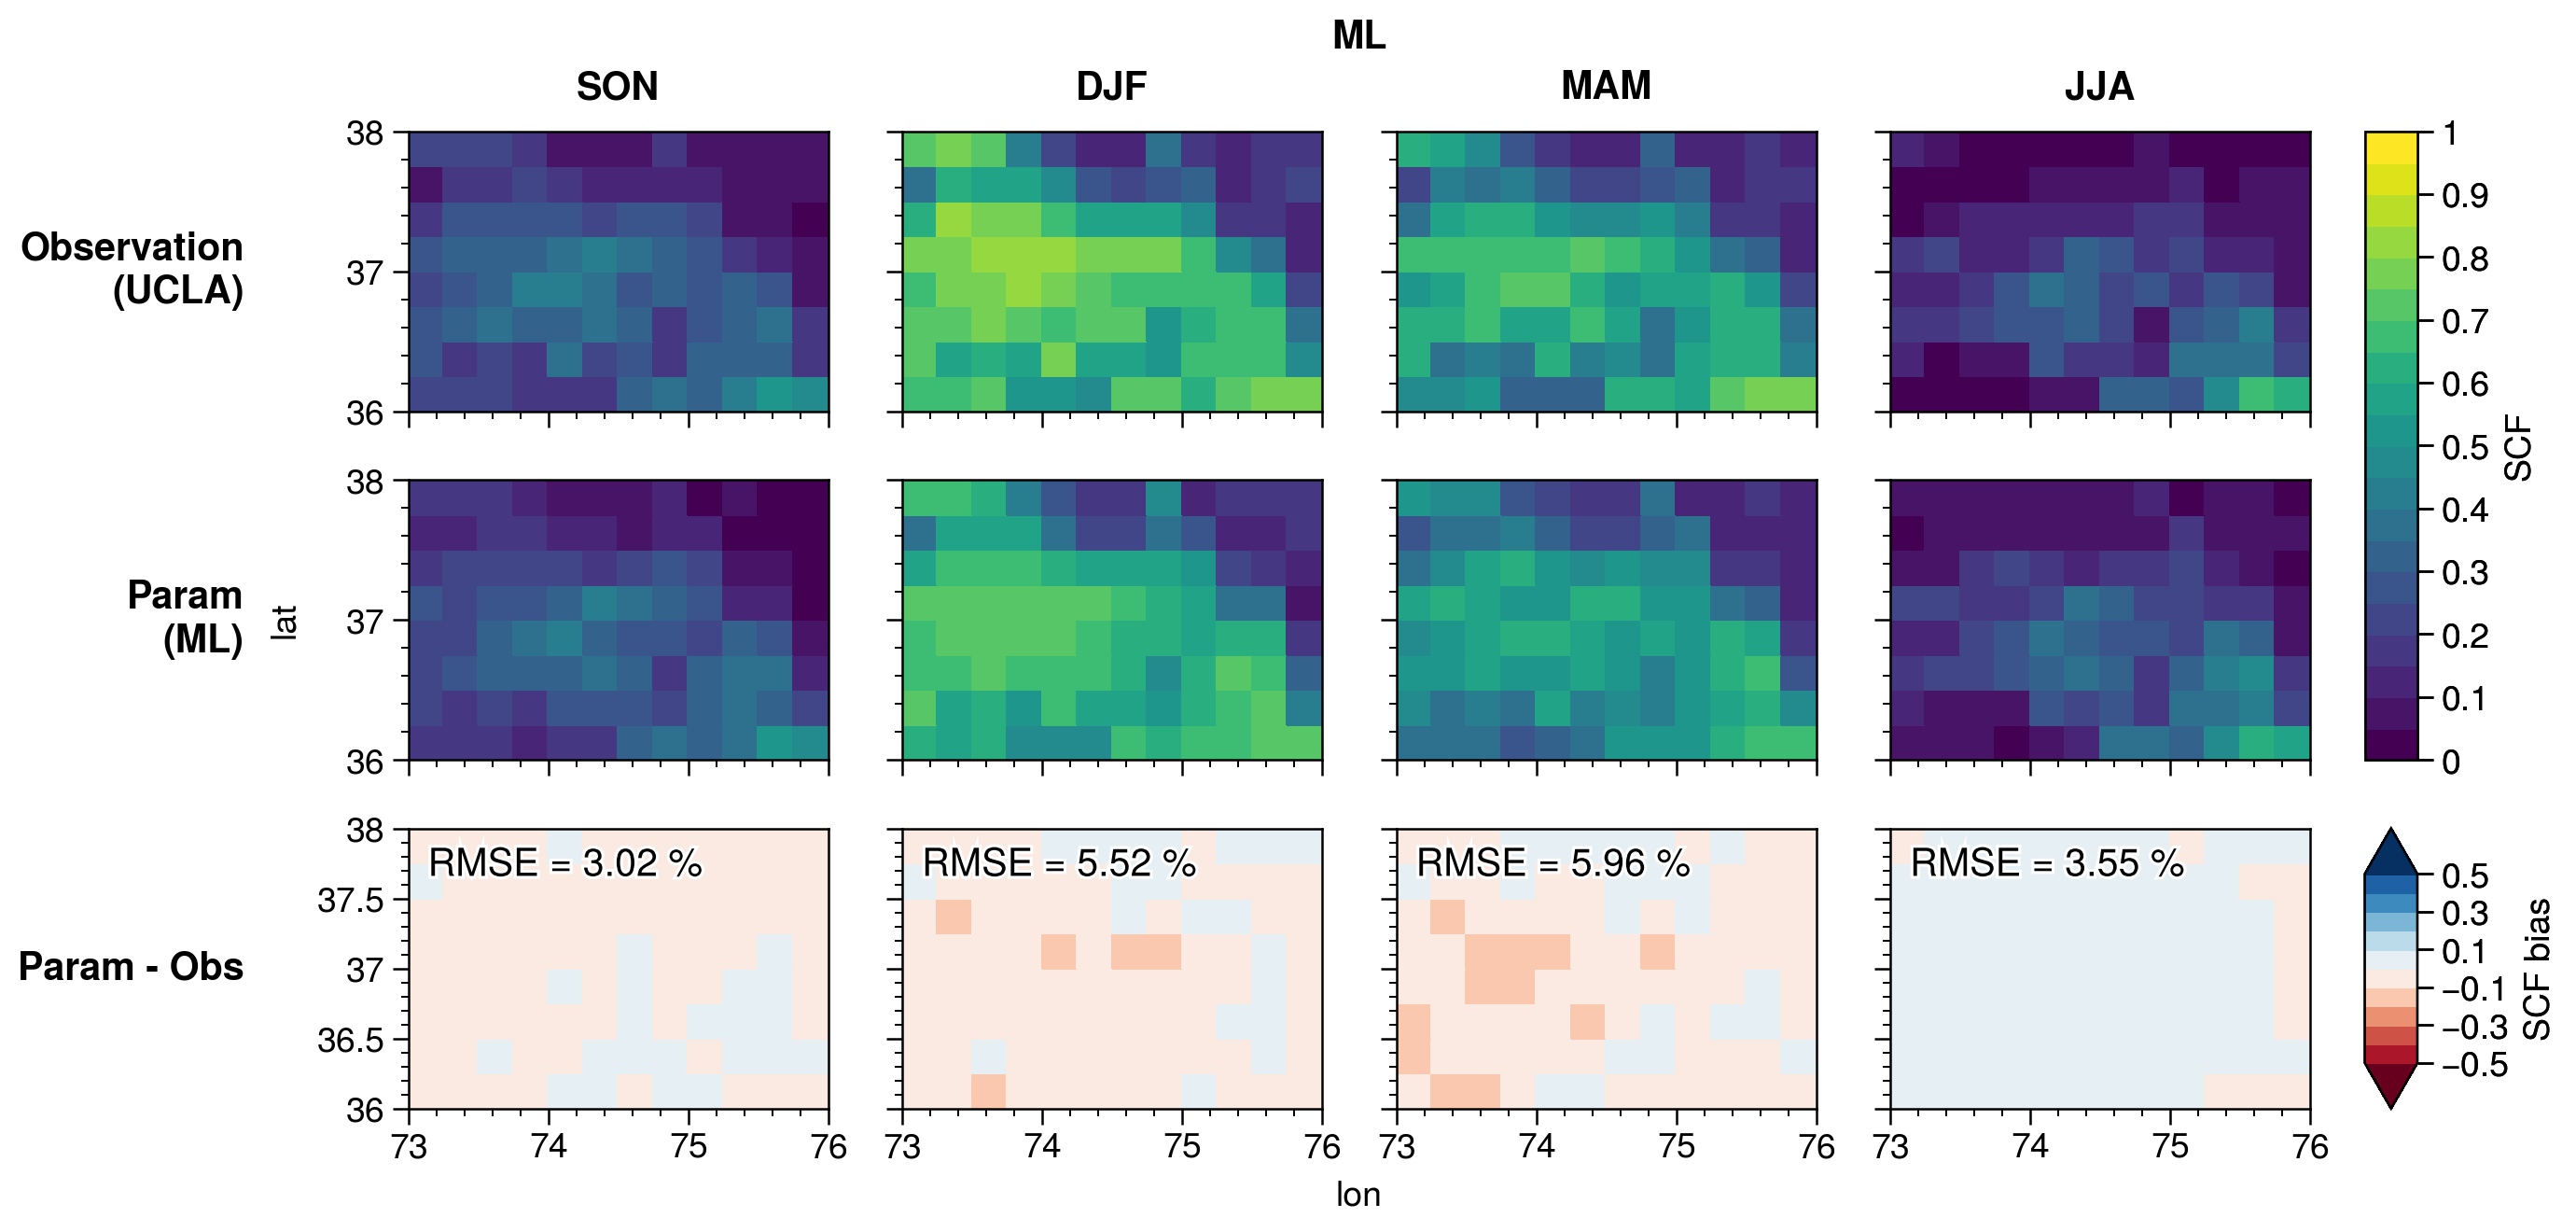 ML
SON DJF MAM JJA
Observation
(UCLA)
38
37
36
1
0.9
0.8
0.7
0.6
0.5
0.4
0.3
0.2
0.1
0
SCF
Param
(ML)
lat
38
37
36
Param - Obs
38
37.5
37
36.5
36
RMSE = 3.02 % RMSE = 5.52 % RMSE = 5.96 % RMSE = 3.55 %
0.5
0.3
0.1
−0.1
−0.3
−0.5
SCF bias
73 74 75 76 73 74 75 76 73 74 75 76 73 74 75 76
lon